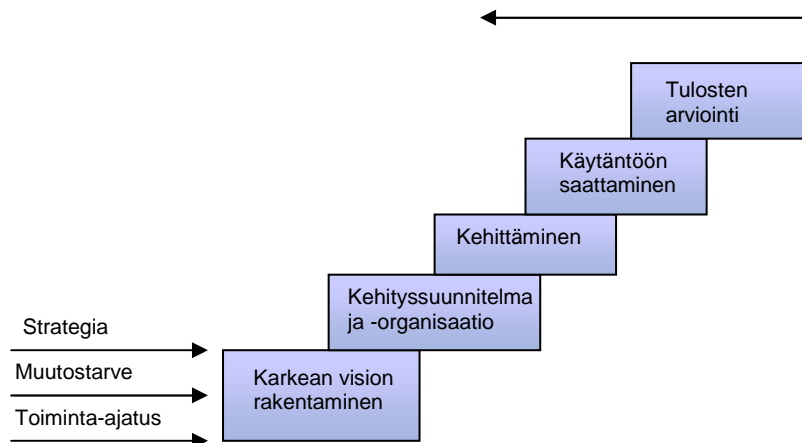 Tulosten
arviointi
Käytäntöön
saattaminen
Kehittäminen
Kehityssuunnitelma
ja -organisaatio
Strategia
Muutostarve
Toiminta-ajatus
Karkean vision
rakentaminen